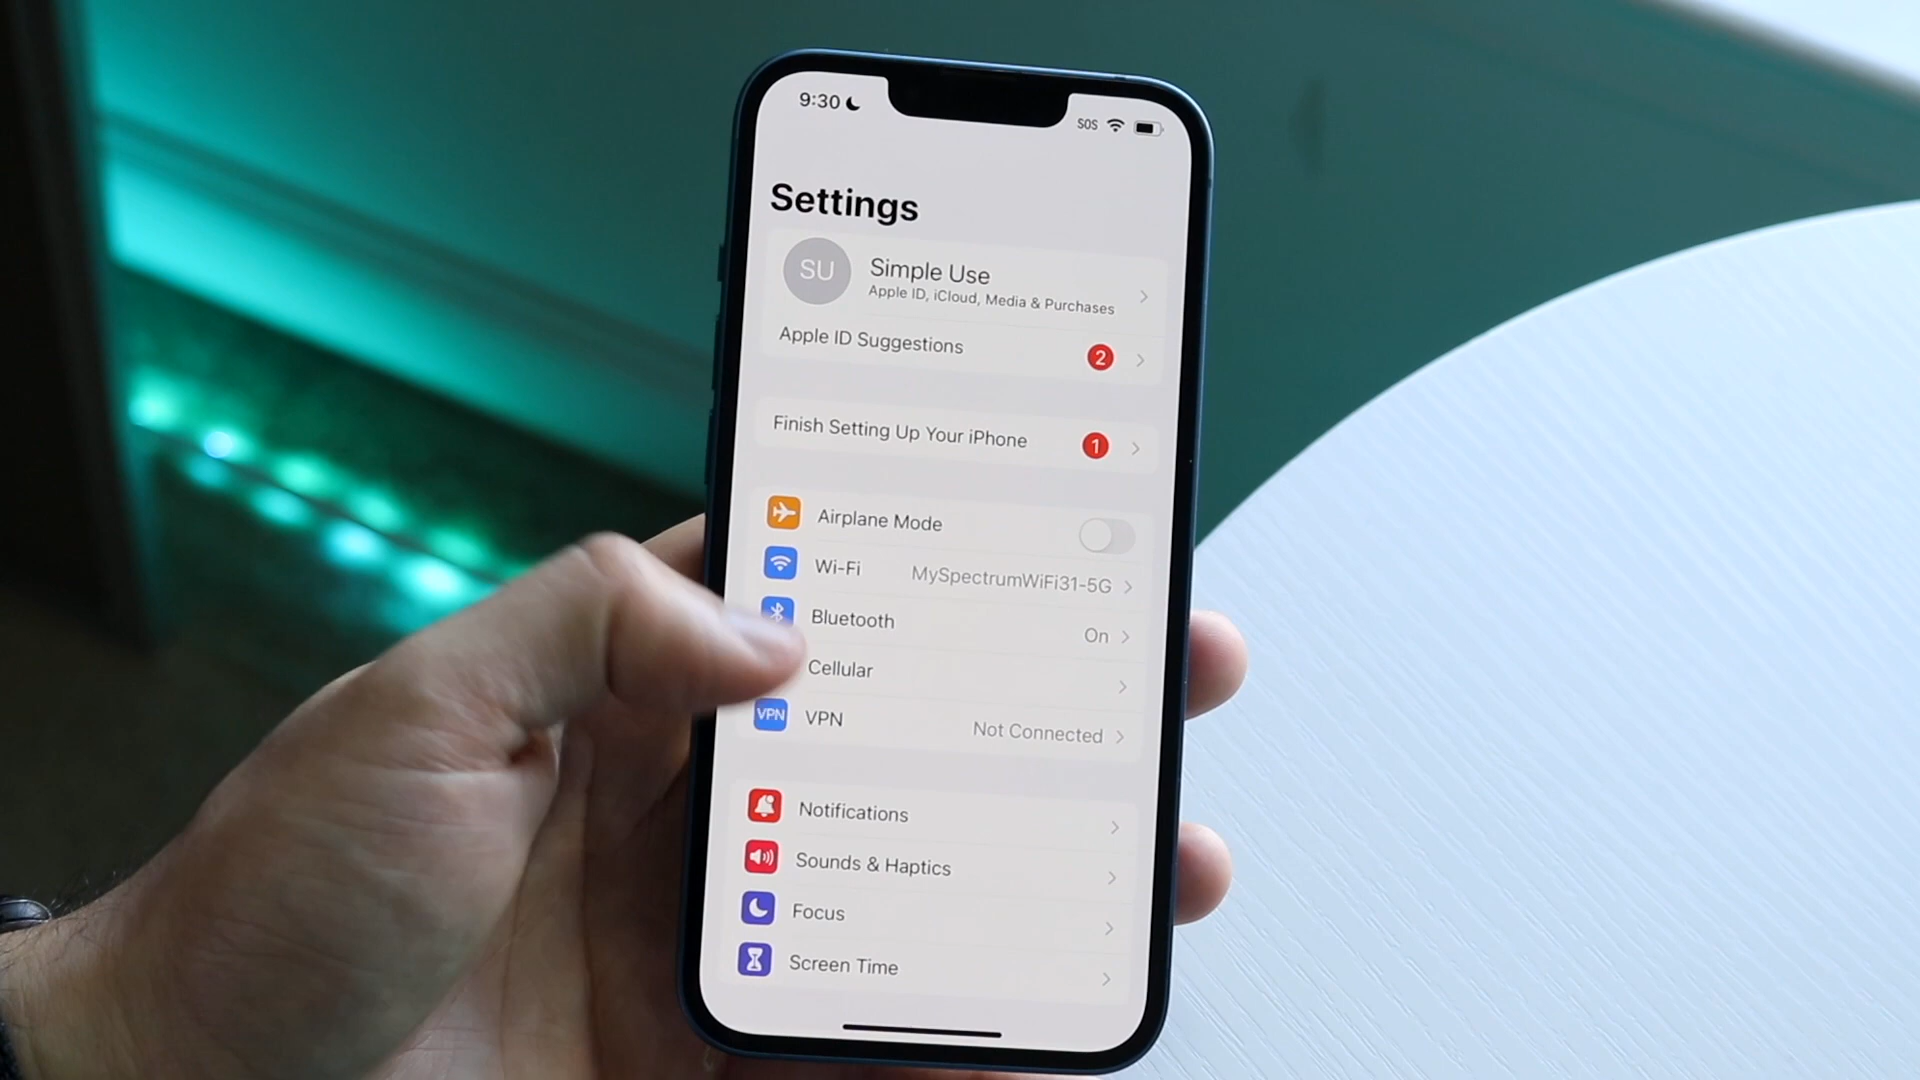 9:30
SOS
Settings
SU
Simple Use
Apple ID, iCloud, Media & Purchases
Apple ID Suggestions 2
Finish Setting Up Your iPhone 1
Airplane Mode
Wi-Fi MySpectrumWiFi31-5G
Bluetooth On
Cellular
VPN VPN Not Connected
Notifications
Sounds & Haptics
Focus
Screen Time